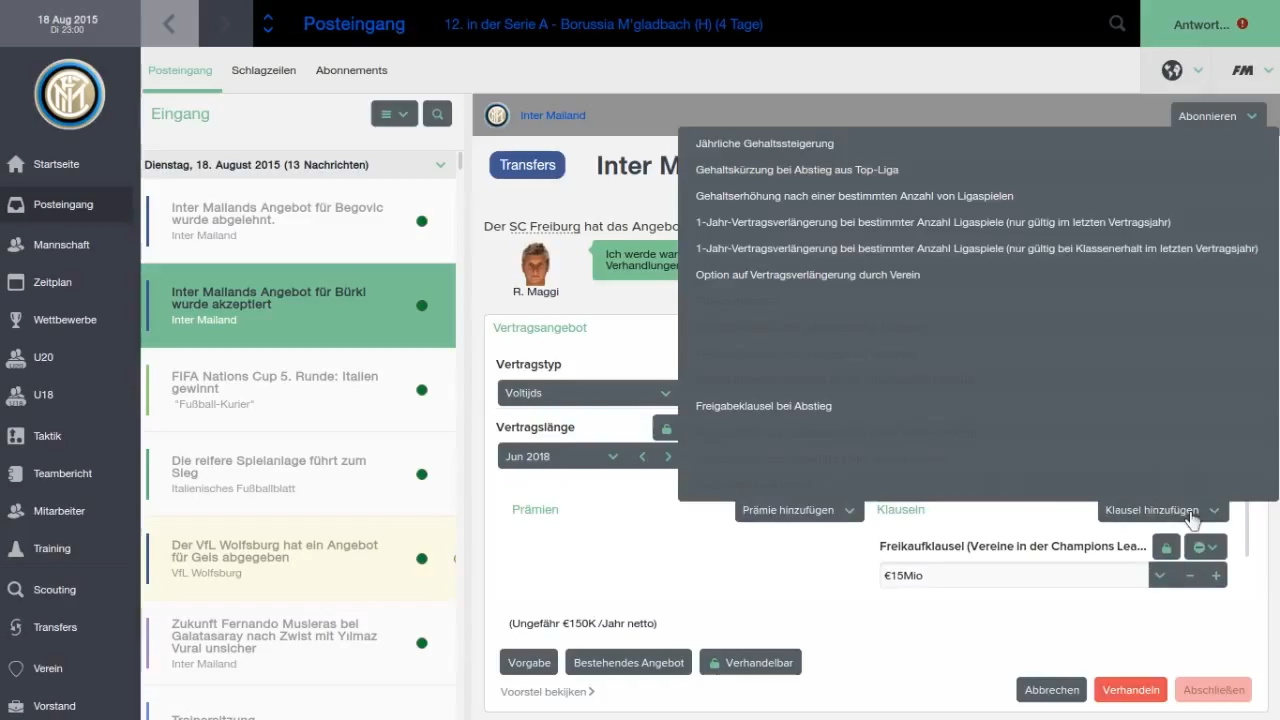 18 Aug 2015
Di 23:00
Posteingang
12. in der Serie A - Borussia M'gladbach (H) (4 Tage)
Antwort...
Posteingang
Schlagzeilen
Abonnements
FM
Eingang
Inter Mailand
Abonnieren
Startseite
Posteingang
Mannschaft
Zeitplan
Wettbewerbe
U20
U18
Taktik
Teambericht
Mitarbeiter
Training
Scouting
Transfers
Verein
Vorstand
Dienstag, 18. August 2015 (13 Nachrichten)
Inter Mailands Angebot für Begovic
wurde abgelehnt.
Inter Mailand
Inter Mailands Angebot für Bürki
wurde akzeptiert
Inter Mailand
FIFA Nations Cup 5. Runde: Italien
gewinnt
"Fußball-Kurier"
Die reifere Spielanlage führt zum
Sieg
Italienisches Fußballblatt
Der VfL Wolfsburg hat ein Angebot
für Geis abgegeben
VfL Wolfsburg
Zukunft Fernando Musleras bei
Galatasaray nach Zwist mit Yılmaz
Vural unsicher
Inter Mailand
Trainersitzung
Transfers
Inter M
Der SC Freiburg hat das Angebo
Ich werde war
Verhandlungen
R. Maggi
Jährliche Gehaltssteigerung
Gehaltskürzung bei Abstieg aus Top-Liga
Gehaltserhöhung nach einer bestimmten Anzahl von Ligaspielen
1-Jahr-Vertragsverlängerung bei bestimmter Anzahl Ligaspiele (nur gültig im letzten Vertragsjahr)
1-Jahr-Vertragsverlängerung bei bestimmter Anzahl Ligaspiele (nur gültig bei Klassenerhalt im letzten Vertragsjahr)
Option auf Vertragsverlängerung durch Verein
Freigabeklausel bei Abstieg
Vertragsangebot
Vertragstyp
Voltijds
Vertragslänge
Jun 2018
Prämien
Prämie hinzufügen
Klauseln
Klausel hinzufügen
Freikaufklausel (Vereine in der Champions Lea...
€15Mio
(Ungefähr €150K /Jahr netto)
Vorgabe
Bestehendes Angebot
Verhandelbar
Voorstel bekijken
Abbrechen
Verhandeln
Abschließen